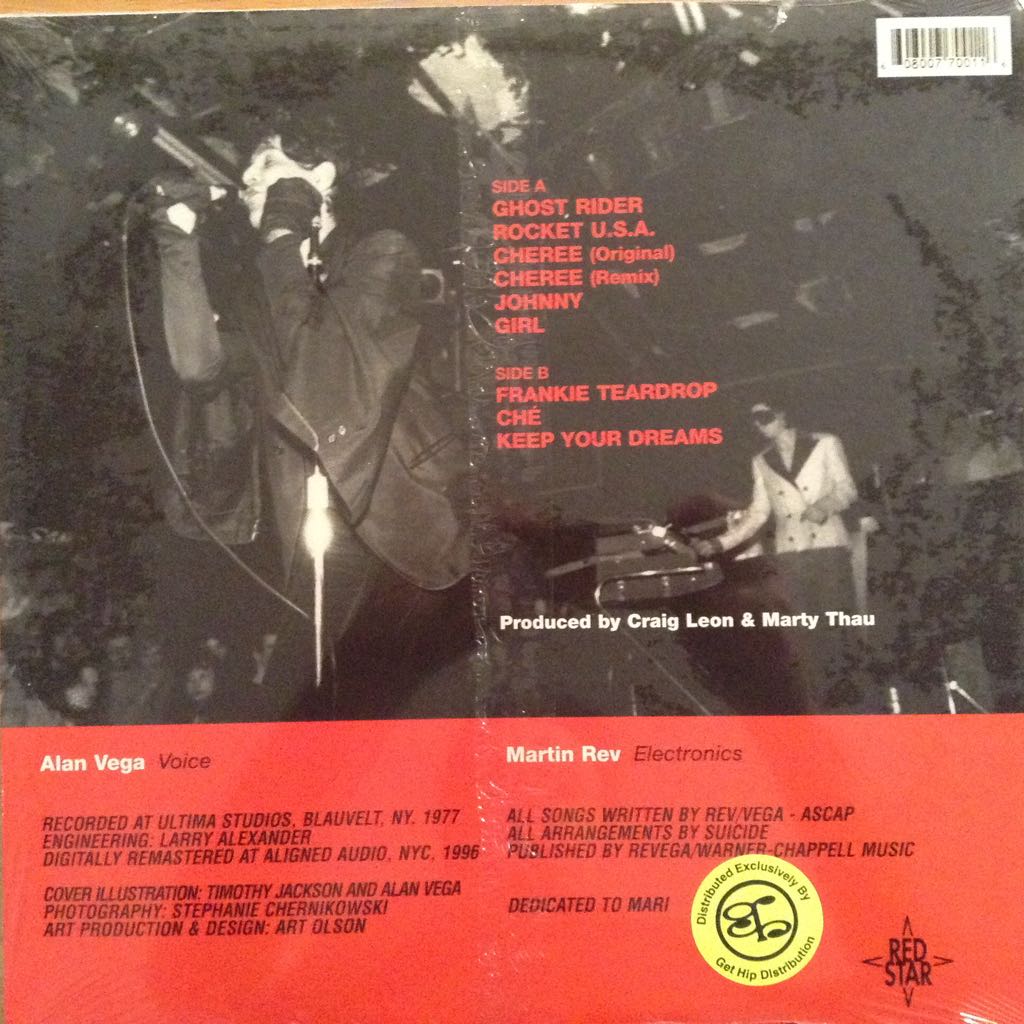 08007 70011
SIDE A
GHOST RIDER
ROCKET U.S.A.
CHEREE (Original)
CHEREE (Remix)
JOHNNY
GIRL
SIDE B
FRANKIE TEARDROP
CHÉ
KEEP YOUR DREAMS
Produced by Craig Leon & Marty Thau
Alan Vega Voice
Martin Rev Electronics
RECORDED AT ULTIMA STUDIOS, BLAUVELT, NY. 1977
ENGINEERING: LARRY ALEXANDER
DIGITALLY REMASTERED AT ALIGNED AUDIO, NYC, 1996
COVER ILLUSTRATION: TIMOTHY JACKSON AND ALAN VEGA
PHOTOGRAPHY: STEPHANIE CHERNIKOWSKI
ART PRODUCTION & DESIGN: ART OLSON
ALL SONGS WRITTEN BY REV/VEGA - ASCAP
ALL ARRANGEMENTS BY SUICIDE
PUBLISHED BY REVEGA/WARNER-CHAPPELL MUSIC
DEDICATED TO MARI
Distributed Exclusively By
Get Hip Distribution
RED
STAR